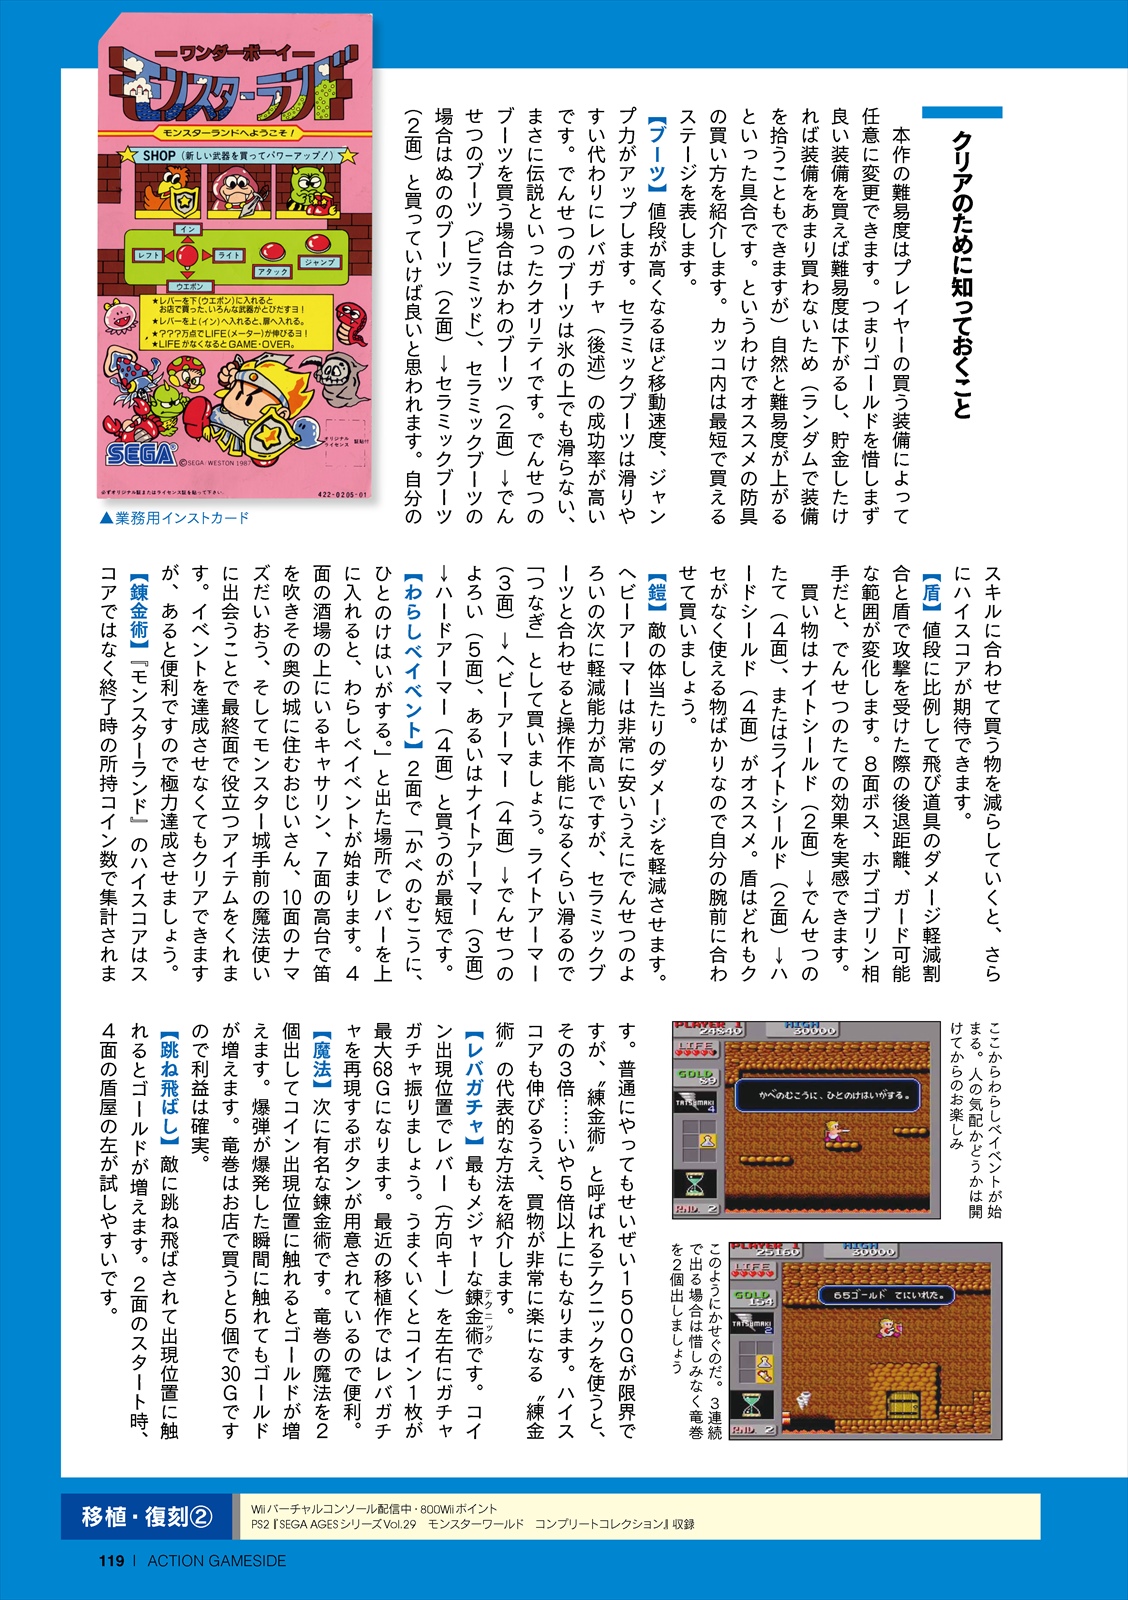 クリアのために知っておくこと
本作の難易度はプレイヤーの買う装備によって
任意に変更できます。つまりゴールドを惜しまず
良い装備を買えば難易度は下がるし、貯金したけ
れば装備をあまり買わないため（ランダムで装備
を拾うこともできますが）自然と難易度が上がる
といった具合です。というわけでオススメの防具
の買い方を紹介します。カッコ内は最短で買える
ステージを表します。
【ブーツ】値段が高くなるほど移動速度、ジャン
プ力がアップします。セラミックブーツは滑りや
すい代わりにレバガチャ（後述）の成功率が高い
です。でんせつのブーツは氷の上でも滑らない、
まさに伝説といったクオリティです。でんせつの
ブーツを買う場合はかわのブーツ（２面）→でん
せつのブーツ（ピラミッド）、セラミックブーツの
場合はぬののブーツ（２面）→セラミックブーツ
（２面）と買っていけば良いと思われます。自分の
ワンダーボーイ
モンスターランド
モンスターランドへようこそ！
SHOP（新しい武器を買ってパワーアップ！）
イン
レフト
ライト
ウエポン
アタック
ジャンプ
★レバーを下（ウエポン）に入れると
お店で買った、いろんな武器がとびだすヨ！
★レバーを上（イン）へ入れると、扉へ入れる。
★？？？万点でLIFE（メーター）が伸びるヨ！
★LIFEがなくなるとGAME・OVER。
オリジナル
ライセンス
証貼付
SEGA
©SEGA/WESTON 1987
必ずオリジナル証またはライセンス証を貼って下さい。
422-0205-01
▲業務用インストカード
スキルに合わせて買う物を減らしていくと、さら
にハイスコアが期待できます。
【盾】値段に比例して飛び道具のダメージ軽減割
合と盾で攻撃を受けた際の後退距離、ガード可能
な範囲が変化します。８面ボス、ホブゴブリン相
手だと、でんせつのたての効果を実感できます。
買い物はナイトシールド（２面）→でんせつの
たて（４面）、またはライトシールド（２面）→ハ
ードシールド（４面）がオススメ。盾はどれもク
セがなく使える物ばかりなので自分の腕前に合わ
せて買いましょう。
【鎧】敵の体当たりのダメージを軽減させます。
ヘビーアーマーは非常に安いうえにでんせつのよ
ろいの次に軽減能力が高いですが、セラミックブ
ーツと合わせると操作不能になるくらい滑るので
「つなぎ」として買いましょう。ライトアーマー
（３面）→ヘビーアーマー（４面）→でんせつの
よろい（５面）、あるいはナイトアーマー（３面）
→ハードアーマー（４面）と買うのが最短です。
【わらしべイベント】２面で「かべのむこうに、
ひとのけはいがする。」と出た場所でレバーを上
に入れると、わらしべイベントが始まります。４
面の酒場の上にいるキャサリン、７面の高台で笛
を吹きその奥の城に住むおじいさん、10面のナマ
ズだいおう、そしてモンスター城手前の魔法使い
に出会うことで最終面で役立つアイテムをくれま
す。イベントを達成させなくてもクリアできます
が、あると便利ですので極力達成させましょう。
【錬金術】『モンスターランド』のハイスコアはス
コアではなく終了時の所持コイン数で集計されま
ここからわらしべイベントが始
まる。人の気配かどうかは開
けてからのお楽しみ
PLAYER 1
24840
HIGH
30000
LIFE
GOLD
89
TATSUMAKI
4
RND. 2
かべのむこうに、ひとのけはいがする。
このようにかせぐのだ。３連続
で出る場合は惜しみなく竜巻
を２個出しましょう
PLAYER 1
25160
HIGH
30000
LIFE
GOLD
154
TATSUMAKI
2
RND. 2
65ゴールド てにいれた。
す。普通にやってもせいぜい１５００Ｇが限界で
すが、〝錬金術〟と呼ばれるテクニックを使うと、
その３倍……いや５倍以上にもなります。ハイス
コアも伸びるうえ、買物が非常に楽になる〝錬金
術〟の代表的な方法を紹介します。
【レバガチャ】最もメジャーな錬金術テクニックです。コイ
ン出現位置でレバー（方向キー）を左右にガチャ
ガチャ振りましょう。うまくいくとコイン１枚が
最大68Ｇになります。最近の移植作ではレバガチ
ャを再現するボタンが用意されているので便利。
【魔法】次に有名な錬金術です。竜巻の魔法を２
個出してコイン出現位置に触れるとゴールドが増
えます。爆弾が爆発した瞬間に触れてもゴールド
が増えます。竜巻はお店で買うと５個で30Ｇです
ので利益は確実。
【跳ね飛ばし】敵に跳ね飛ばされて出現位置に触
れるとゴールドが増えます。２面のスタート時、
４面の盾屋の左が試しやすいです。
移植・復刻②
Wiiバーチャルコンソール配信中・800Wiiポイント
PS2『SEGA AGESシリーズVol.29　モンスターワールド　コンプリートコレクション』収録
119 | ACTION GAMESIDE